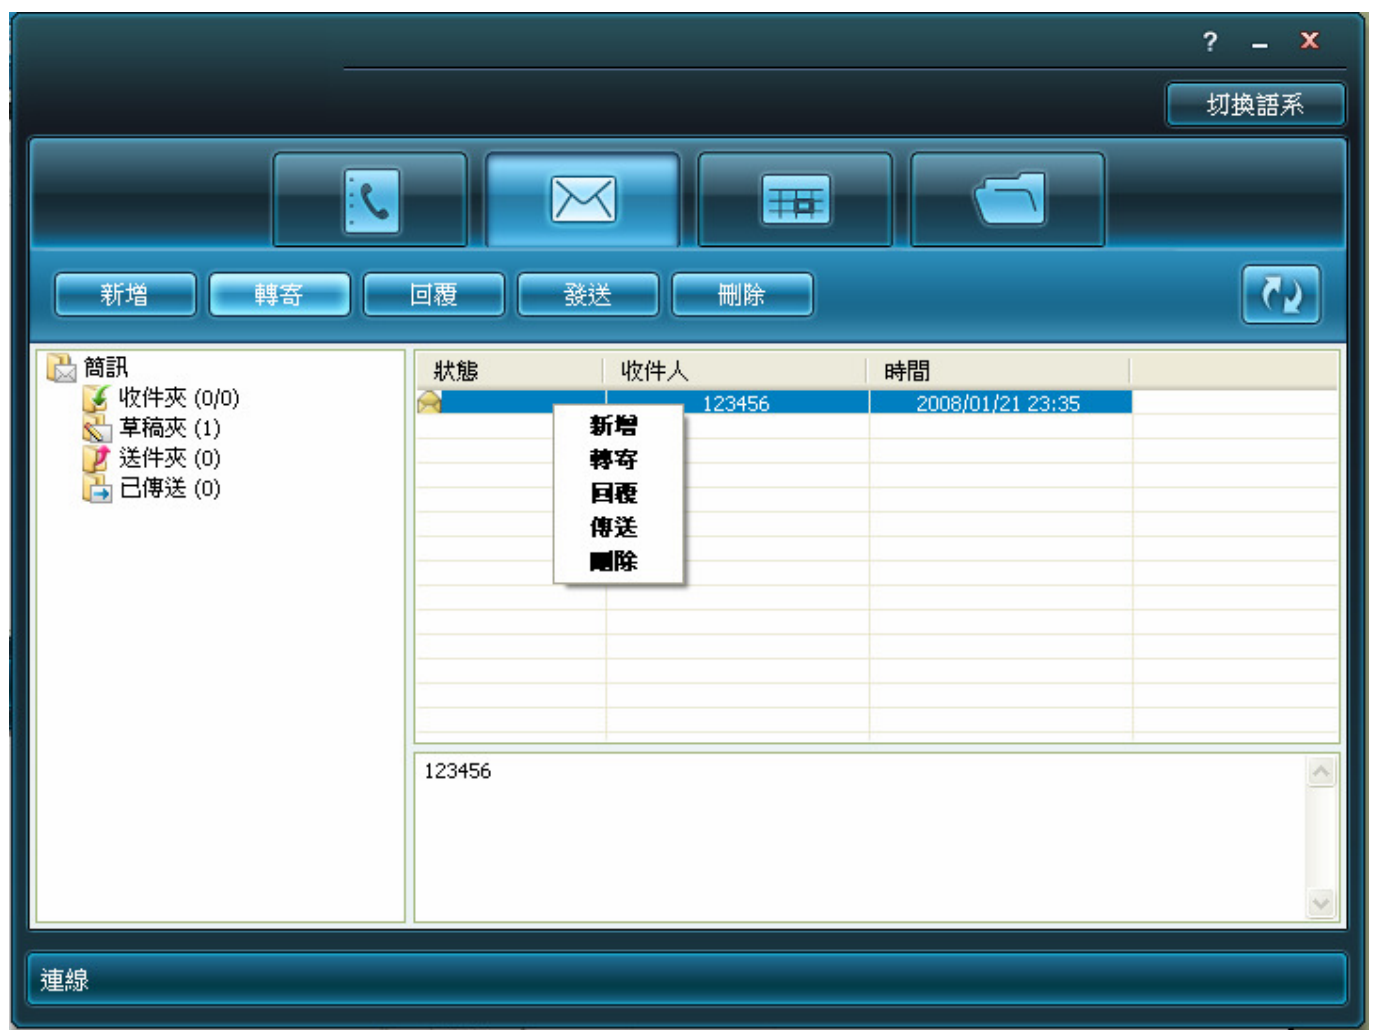 ?
切換語系
新增 轉寄 回覆 發送 刪除
簡訊
收件夾 (0/0)
草稿夾 (1)
送件夾 (0)
已傳送 (0)
狀態 收件人 時間
123456 2008/01/21 23:35
新增
轉寄
回覆
傳送
刪除
123456
連線